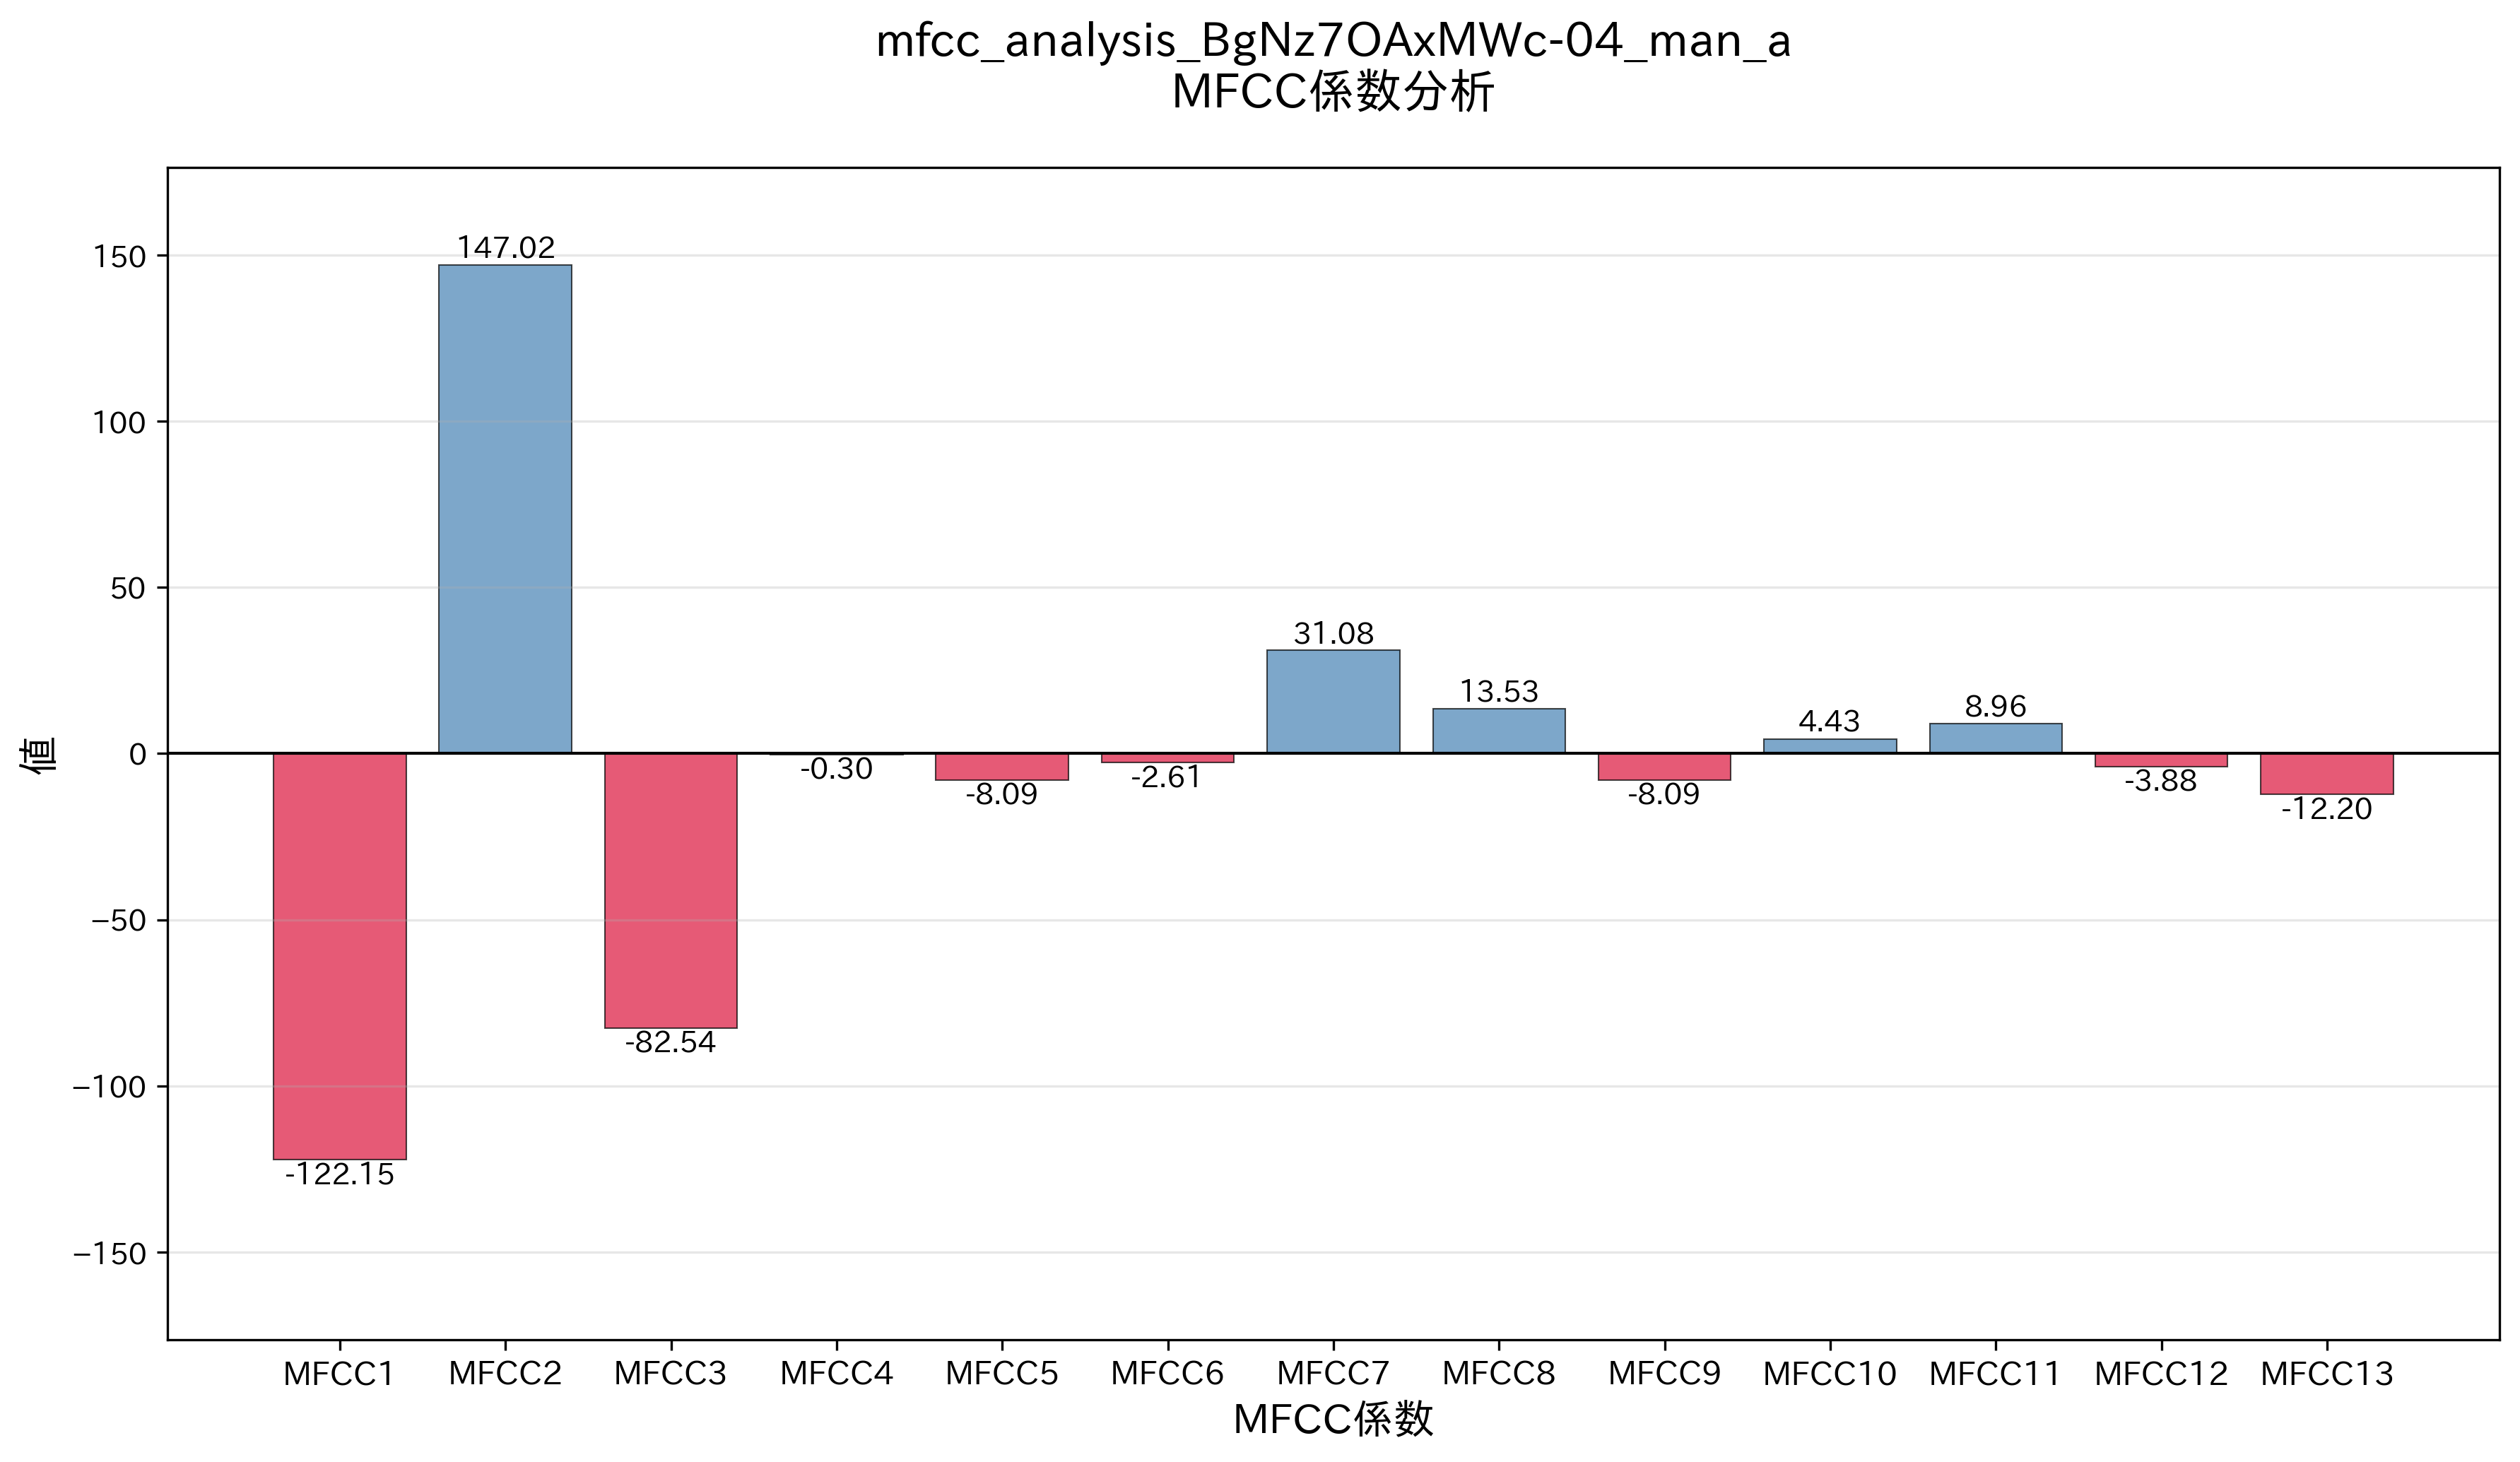 mfcc_analysis_BgNz7OAxMWc-04_man_a
MFCC係数分析
値
150
100
50
0
−50
−100
−150
-122.15
147.02
-82.54
-0.30
-8.09
-2.61
31.08
13.53
-8.09
4.43
8.96
-3.88
-12.20
MFCC1
MFCC2
MFCC3
MFCC4
MFCC5
MFCC6
MFCC7
MFCC8
MFCC9
MFCC10
MFCC11
MFCC12
MFCC13
MFCC係数